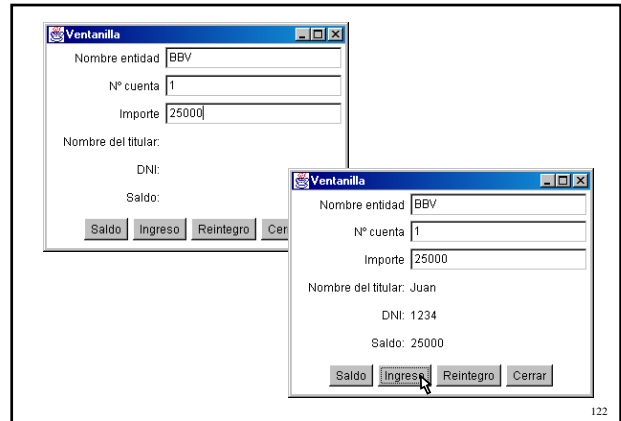 Ventanilla
Nombre entidad BBV
Nº cuenta 1
Importe 25000
Nombre del titular:
DNI:
Saldo:
Saldo Ingreso Reintegro Cer
Ventanilla
Nombre entidad BBV
Nº cuenta 1
Importe 25000
Nombre del titular: Juan
DNI: 1234
Saldo: 25000
Saldo Ingreso Reintegro Cerrar
122